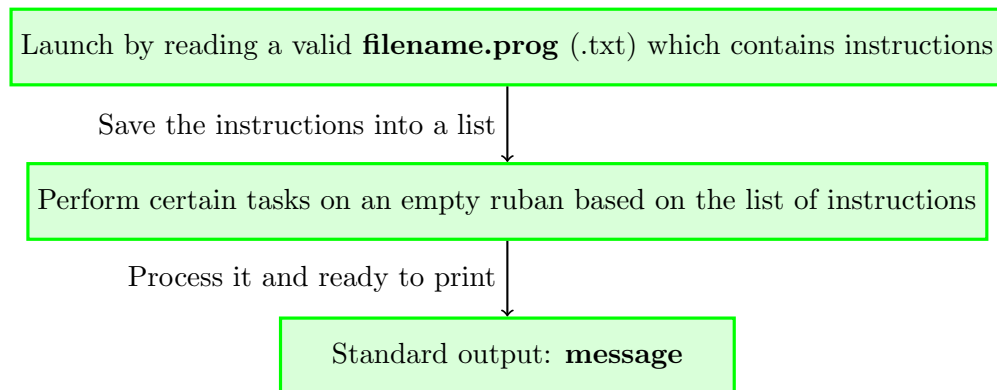 Launch by reading a valid filename.prog (.txt) which contains instructions
Save the instructions into a list
Perform certain tasks on an empty ruban based on the list of instructions
Process it and ready to print
Standard output: message